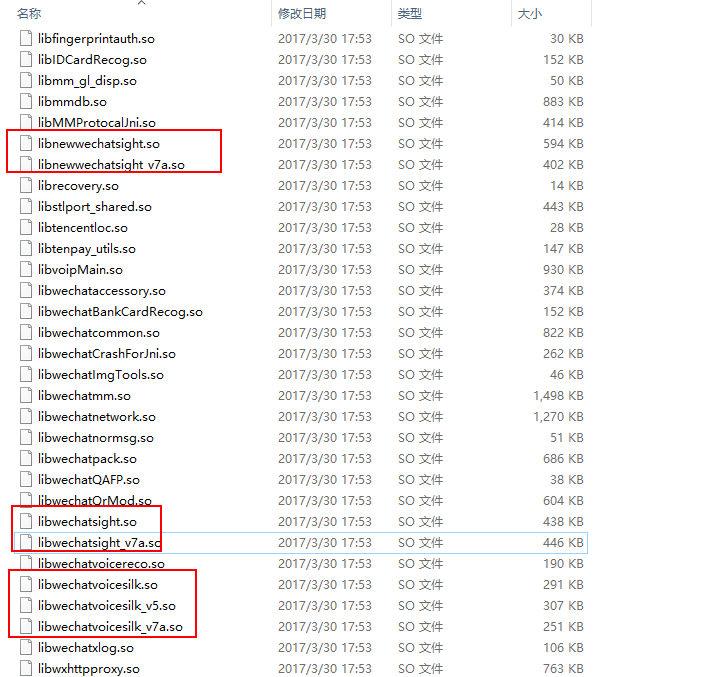 名称 修改日期 类型 大小
libfingerprintauth.so 2017/3/30 17:53 SO 文件 30 KB
libIDCardRecog.so 2017/3/30 17:53 SO 文件 152 KB
libmm_gl_disp.so 2017/3/30 17:53 SO 文件 50 KB
libmmdb.so 2017/3/30 17:53 SO 文件 883 KB
libMMProtocalJni.so 2017/3/30 17:53 SO 文件 414 KB
libnewwechatsight.so 2017/3/30 17:53 SO 文件 594 KB
libnewwechatsight_v7a.so 2017/3/30 17:53 SO 文件 402 KB
librecovery.so 2017/3/30 17:53 SO 文件 14 KB
libstlport_shared.so 2017/3/30 17:53 SO 文件 443 KB
libtencentloc.so 2017/3/30 17:53 SO 文件 28 KB
libtenpay_utils.so 2017/3/30 17:53 SO 文件 147 KB
libvoipMain.so 2017/3/30 17:53 SO 文件 930 KB
libwechataccessory.so 2017/3/30 17:53 SO 文件 374 KB
libwechatBankCardRecog.so 2017/3/30 17:53 SO 文件 152 KB
libwechatcommon.so 2017/3/30 17:53 SO 文件 822 KB
libwechatCrashForJni.so 2017/3/30 17:53 SO 文件 262 KB
libwechatImgTools.so 2017/3/30 17:53 SO 文件 46 KB
libwechatmm.so 2017/3/30 17:53 SO 文件 1,498 KB
libwechatnetwork.so 2017/3/30 17:53 SO 文件 1,270 KB
libwechatnormsg.so 2017/3/30 17:53 SO 文件 51 KB
libwechatpack.so 2017/3/30 17:53 SO 文件 686 KB
libwechatQAFP.so 2017/3/30 17:53 SO 文件 38 KB
libwechatQrMod.so 2017/3/30 17:53 SO 文件 604 KB
libwechatsight.so 2017/3/30 17:53 SO 文件 438 KB
libwechatsight_v7a.so 2017/3/30 17:53 SO 文件 446 KB
libwechatvoicereco.so 2017/3/30 17:53 SO 文件 190 KB
libwechatvoicesilk.so 2017/3/30 17:53 SO 文件 291 KB
libwechatvoicesilk_v5.so 2017/3/30 17:53 SO 文件 307 KB
libwechatvoicesilk_v7a.so 2017/3/30 17:53 SO 文件 251 KB
libwechatxlog.so 2017/3/30 17:53 SO 文件 106 KB
libwxhttpproxy.so 2017/3/30 17:53 SO 文件 763 KB